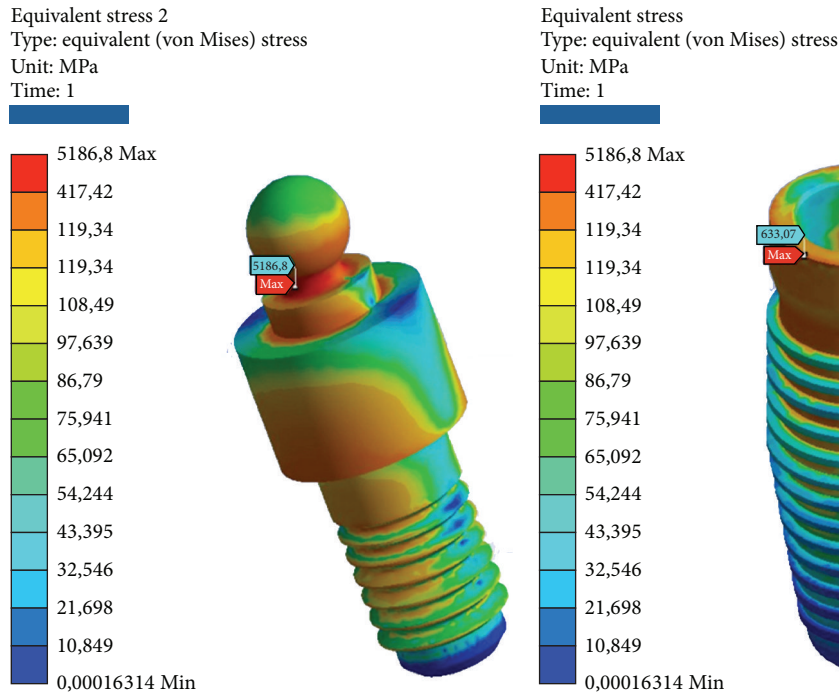 Equivalent stress 2
Type: equivalent (von Mises) stress
Unit: MPa
Time: 1
5186,8 Max
417,42
119,34
119,34
108,49
97,639
86,79
75,941
65,092
54,244
43,395
32,546
21,698
10,849
0,00016314 Min
5186,8
Max
Equivalent stress
Type: equivalent (von Mises) stress
Unit: MPa
Time: 1
5186,8 Max
417,42
119,34
119,34
108,49
97,639
86,79
75,941
65,092
54,244
43,395
32,546
21,698
10,849
0,00016314 Min
633,07
Max